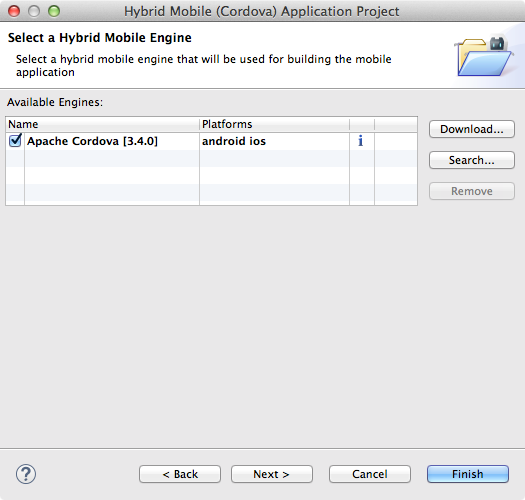 Hybrid Mobile (Cordova) Application Project
Select a Hybrid Mobile Engine
Select a hybrid mobile engine that will be used for building the mobile
application
Available Engines:
Name Platforms
Apache Cordova [3.4.0] android ios i
Download...
Search...
Remove
? < Back Next > Cancel Finish